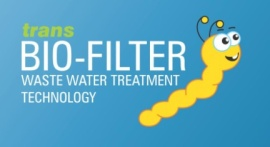 trans
BIO-FILTER
WASTE WATER TREATMENT
TECHNOLOGY